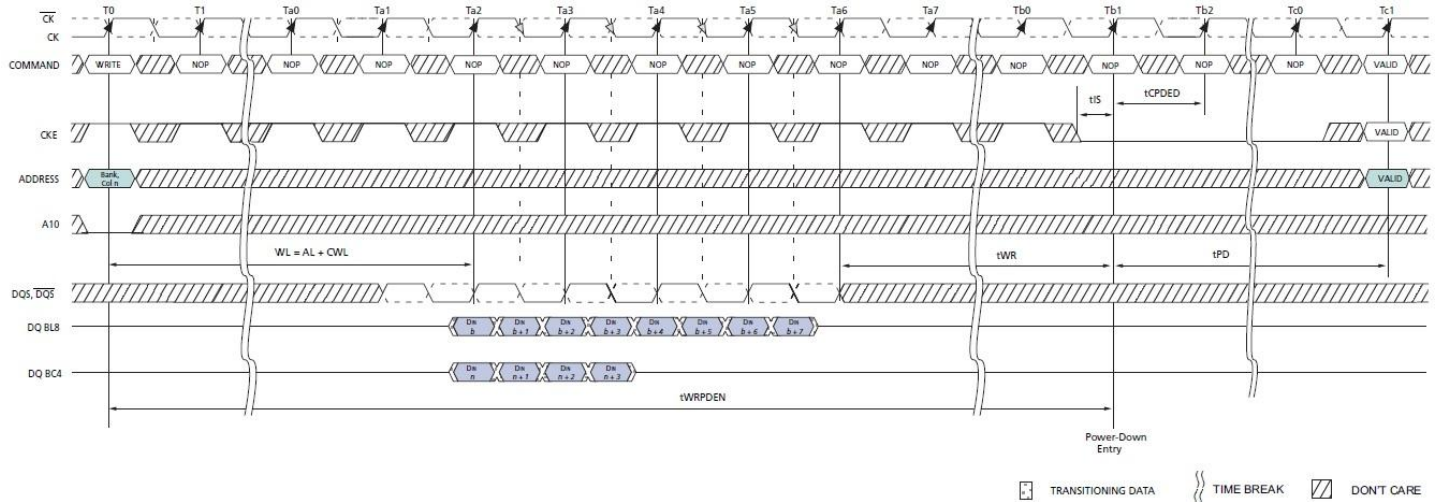 T0 T1 Ta0 Ta1 Ta2 Ta3 Ta4 Ta5 Ta6 Ta7 Tb0 Tb1 Tb2 Tc0 Tc1
CK
CK
COMMAND WRITE NOP NOP NOP NOP NOP NOP NOP NOP NOP NOP NOP NOP NOP VALID
tIS tCPDED
CKE VALID
ADDRESS Bank, Col n VALID
A10
WL = AL + CWL tWR tPD
DQS, DQS
DQ BL8 DIN b DIN b + 1 DIN b + 2 DIN b + 3 DIN b + 4 DIN b + 5 DIN b + 6 DIN b + 7
DQ BC4 DIN n DIN n + 1 DIN n + 2 DIN n + 3
tWRPDEN
Power-Down
Entry
TRANSITIONING DATA TIME BREAK DON'T CARE